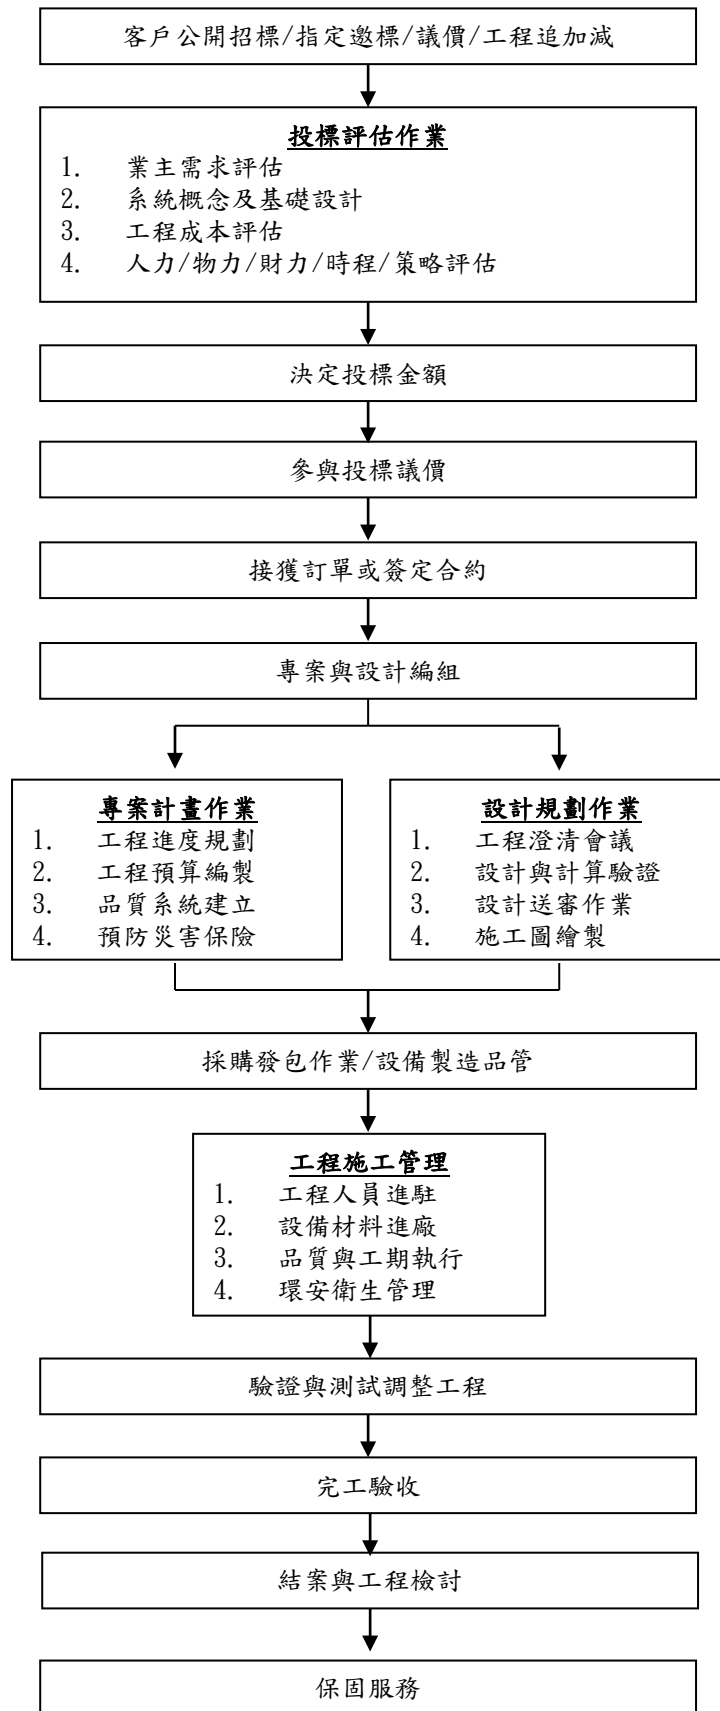 客戶公開招標/指定邀標/議價/工程追加減
投標評估作業
1. 業主需求評估
2. 系統概念及基礎設計
3. 工程成本評估
4. 人力/物力/財力/時程/策略評估
決定投標金額
參與投標議價
接獲訂單或簽定合約
專案與設計編組
專案計畫作業
1. 工程進度規劃
2. 工程預算編製
3. 品質系統建立
4. 預防災害保險
設計規劃作業
1. 工程澄清會議
2. 設計與計算驗證
3. 設計送審作業
4. 施工圖繪製
採購發包作業/設備製造品管
工程施工管理
1. 工程人員進駐
2. 設備材料進廠
3. 品質與工期執行
4. 環安衛生管理
驗證與測試調整工程
完工驗收
結案與工程檢討
保固服務